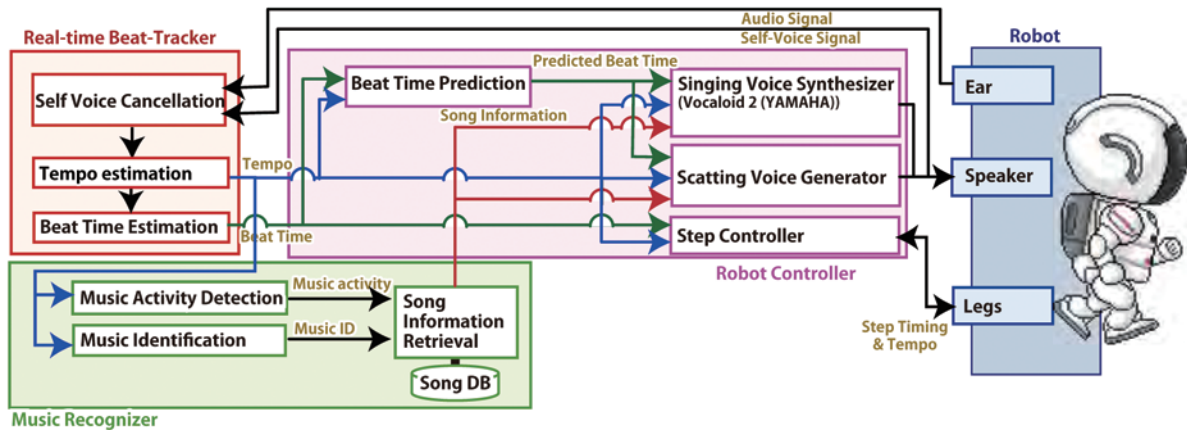 Real-time Beat-Tracker
Self Voice Cancellation
Tempo estimation
Beat Time Estimation
Audio Signal
Self-Voice Signal
Tempo
Beat Time
Beat Time Prediction
Predicted Beat Time
Song Information
Singing Voice Synthesizer
(Vocaloid 2 (YAMAHA))
Scatting Voice Generator
Step Controller
Robot Controller
Robot
Ear
Speaker
Legs
Step Timing
& Tempo
Music Activity Detection
Music activity
Music Identification
Music ID
Song
Information
Retrieval
Song DB
Music Recognizer